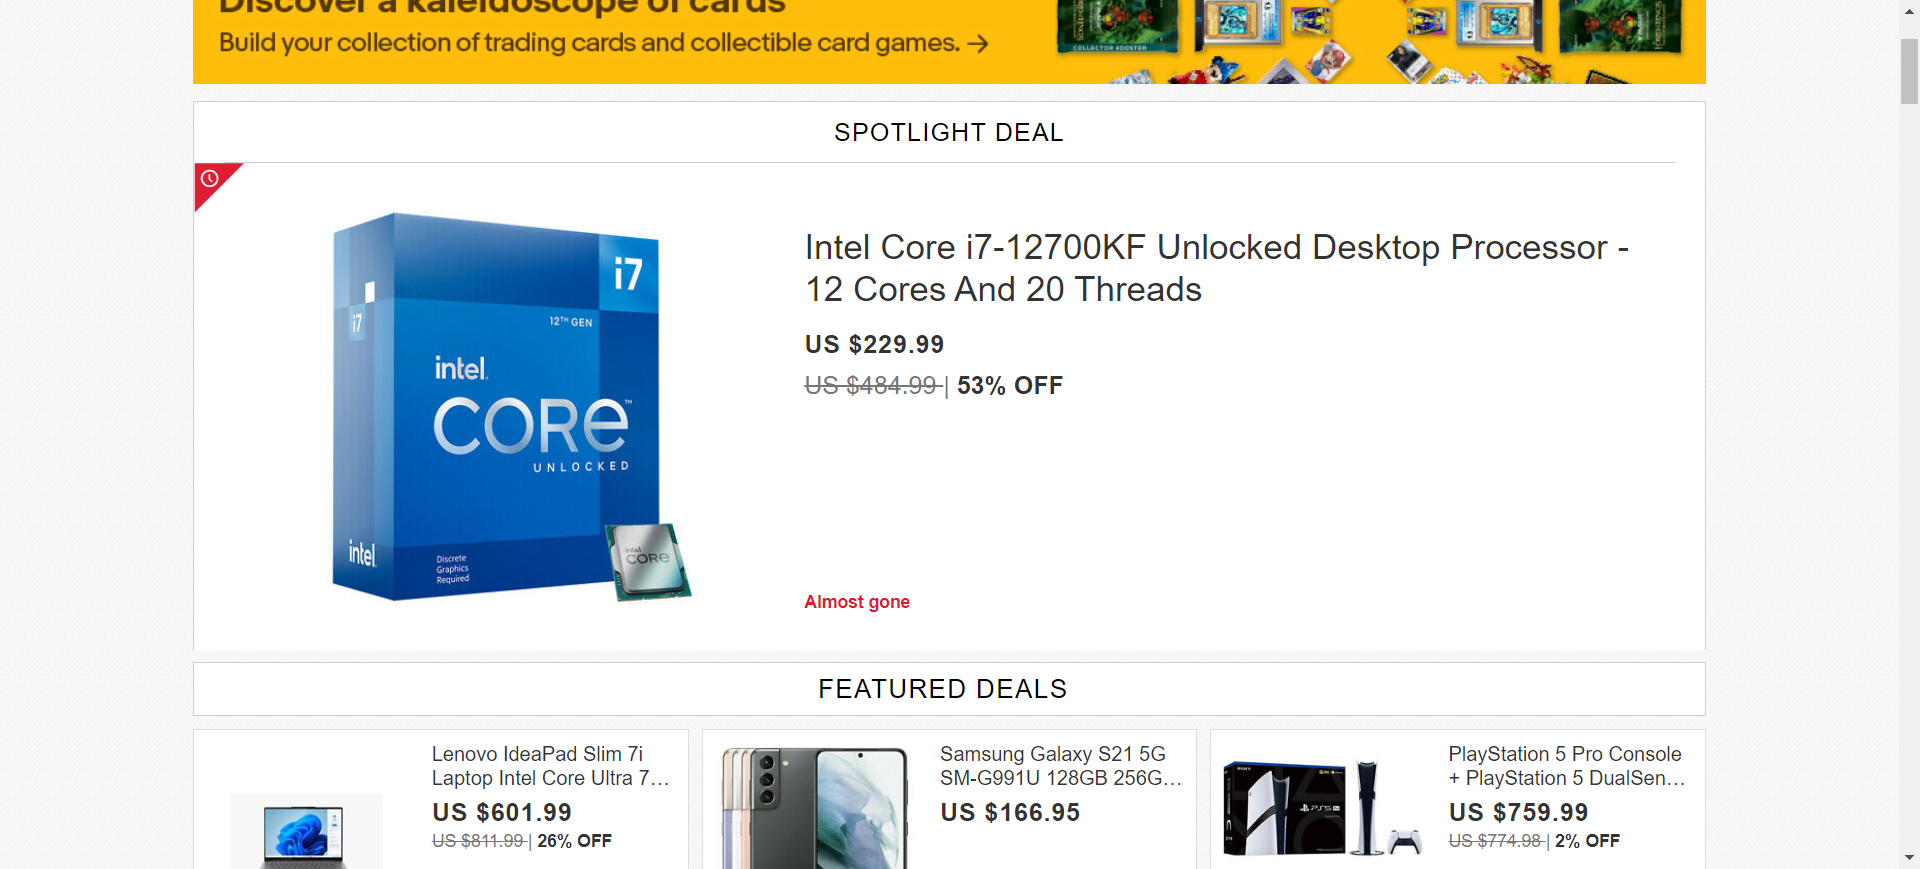 Discover a kaleidoscope of cards
Build your collection of trading cards and collectible card games. →
COLLECTOR BOOSTER
SPOTLIGHT DEAL
i7
i7
12TH GEN
intel.
CORE™
UNLOCKED
intel.
Discrete
Graphics
Required
intel
CORE
Intel Core i7-12700KF Unlocked Desktop Processor -
12 Cores And 20 Threads
US $229.99
US $484.99 | 53% OFF
Almost gone
FEATURED DEALS
Lenovo IdeaPad Slim 7i
Laptop Intel Core Ultra 7…
US $601.99
US $811.99 | 26% OFF
Samsung Galaxy S21 5G
SM-G991U 128GB 256G…
US $166.95
SONY
PS5 Pro
PlayStation 5 Pro Console
+ PlayStation 5 DualSen…
US $759.99
US $774.98 | 2% OFF